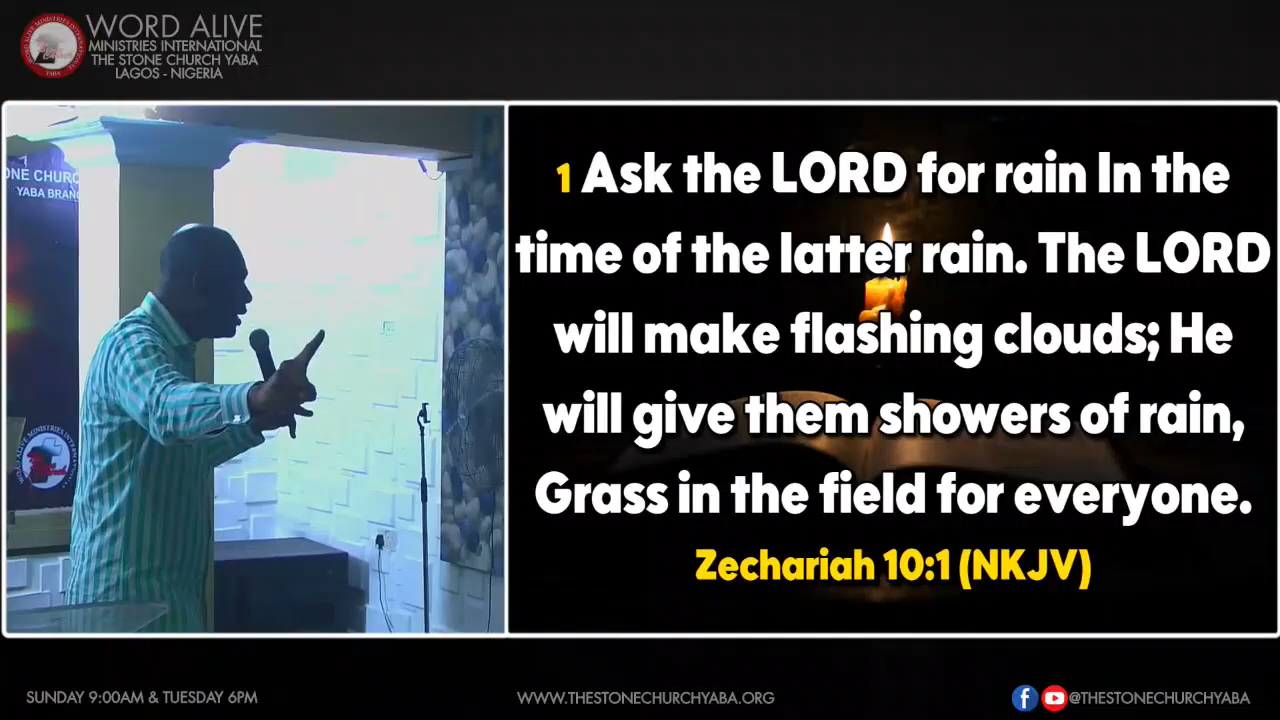 WORD ALIVE
MINISTRIES INTERNATIONAL
THE STONE CHURCH YABA
LAGOS - NIGERIA
ONE CHURC
YABA BRAN
1 Ask the LORD for rain In the
time of the latter rain. The LORD
will make flashing clouds; He
will give them showers of rain,
Grass in the field for everyone.
Zechariah 10:1 (NKJV)
SUNDAY 9:00AM & TUESDAY 6PM
WWW.THESTONECHURCHYABA.ORG
@THESTONECHURCHYABA